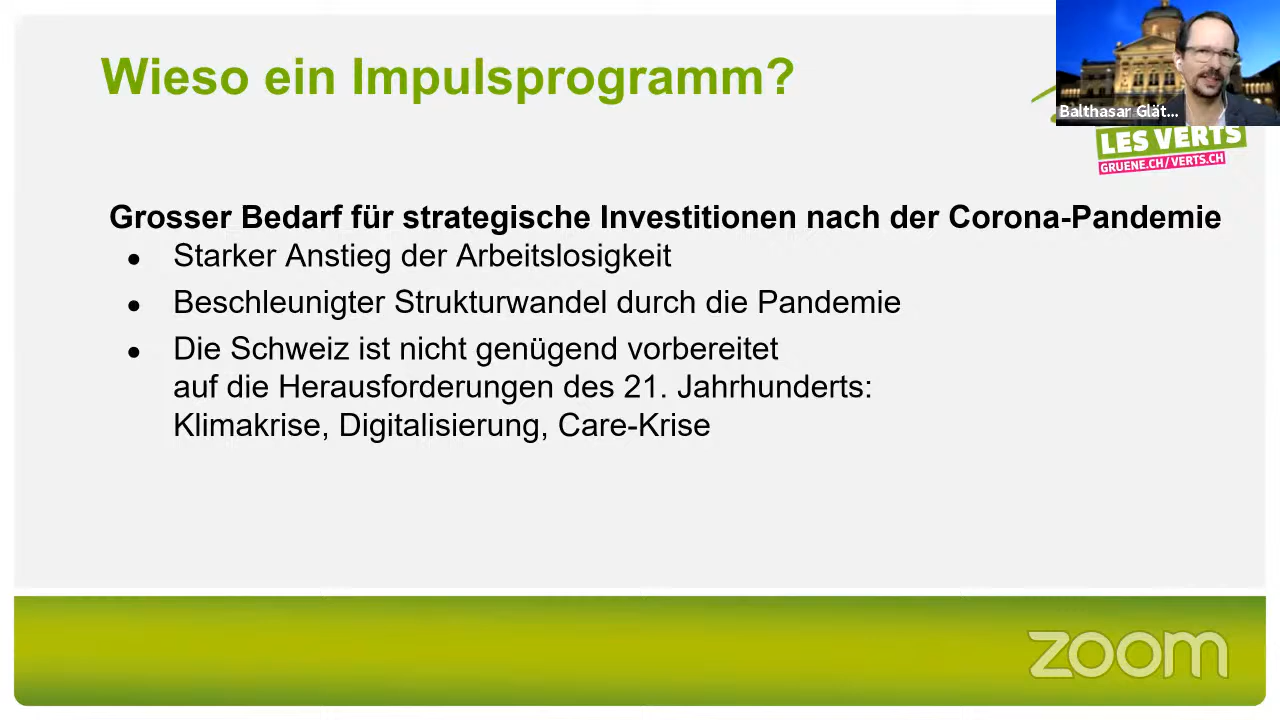 Wieso ein Impulsprogramm?
Balthasar Glät...
LES VERTS
GRUENE.CH/VERTS.CH
Grosser Bedarf für strategische Investitionen nach der Corona-Pandemie
● Starker Anstieg der Arbeitslosigkeit
● Beschleunigter Strukturwandel durch die Pandemie
● Die Schweiz ist nicht genügend vorbereitet
auf die Herausforderungen des 21. Jahrhunderts:
Klimakrise, Digitalisierung, Care-Krise
zoom